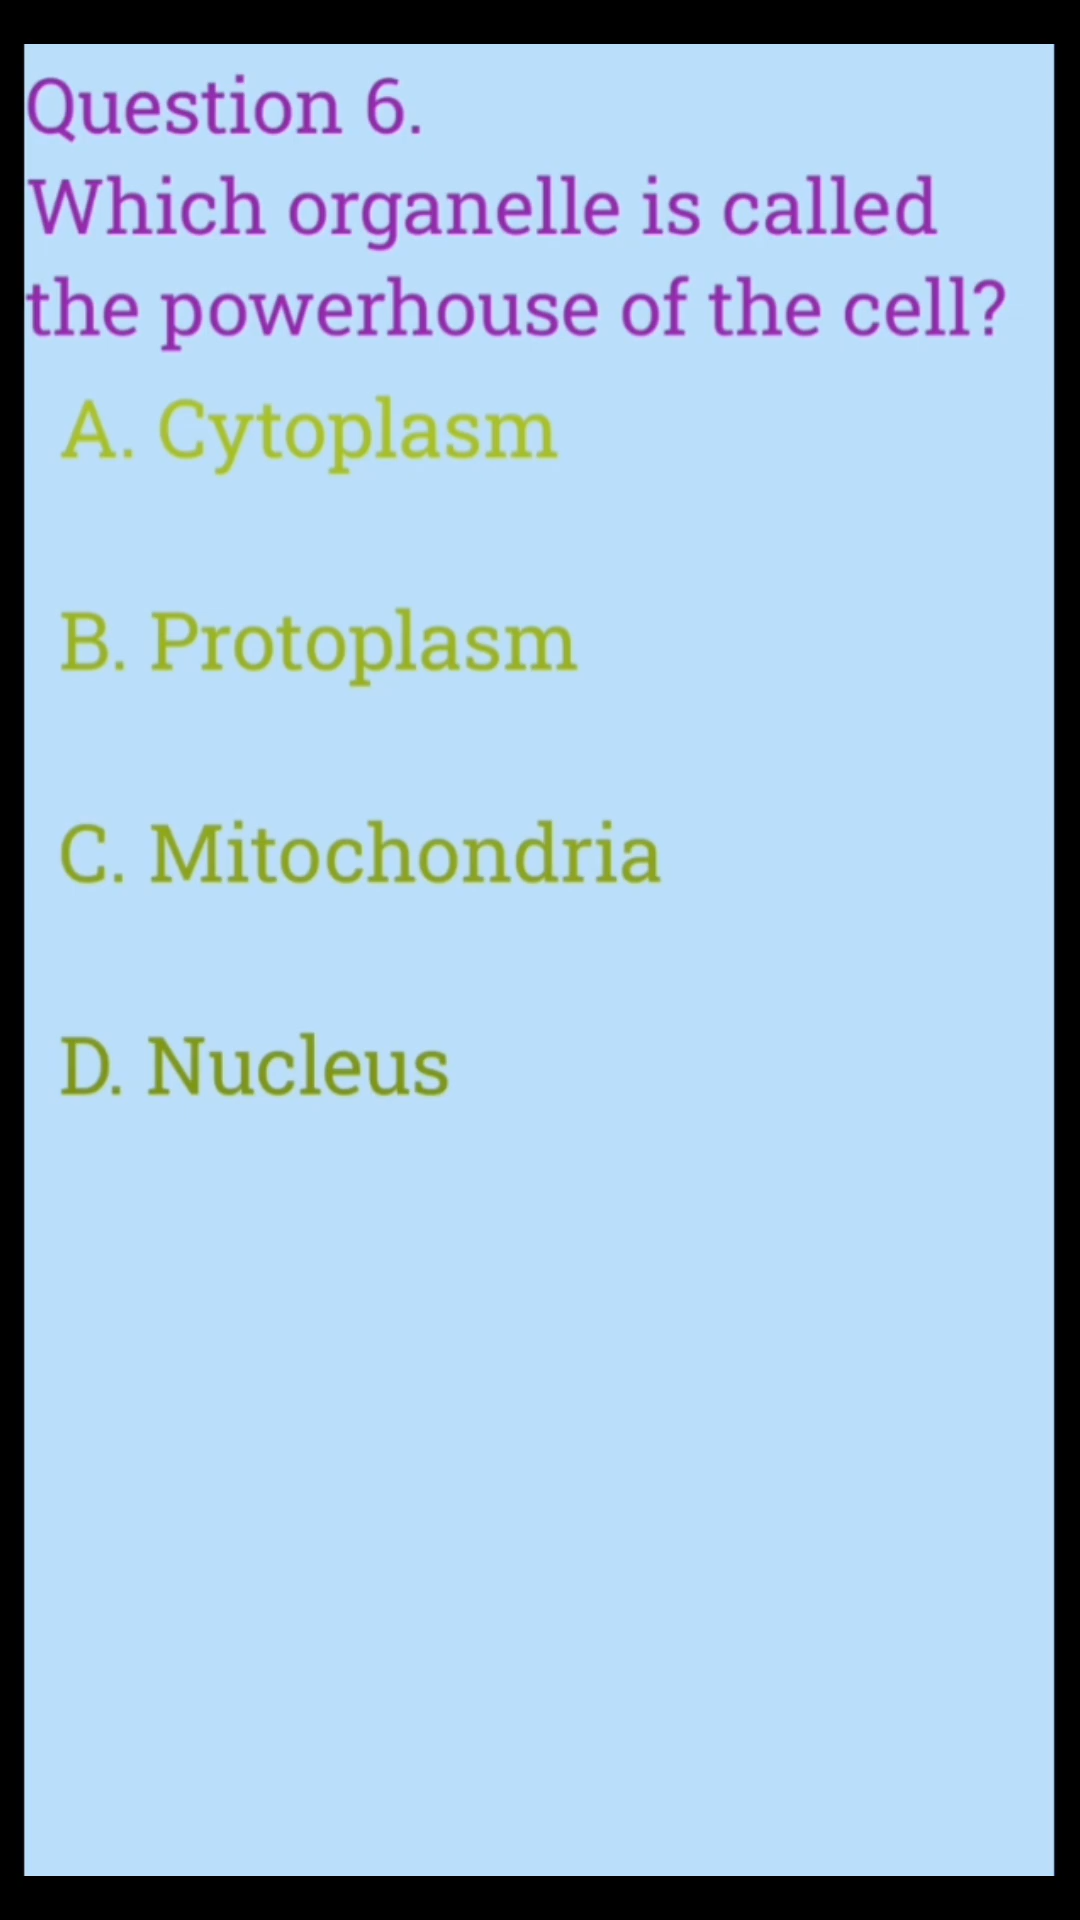 Question 6.
Which organelle is called
the powerhouse of the cell?
A. Cytoplasm
B. Protoplasm
C. Mitochondria
D. Nucleus